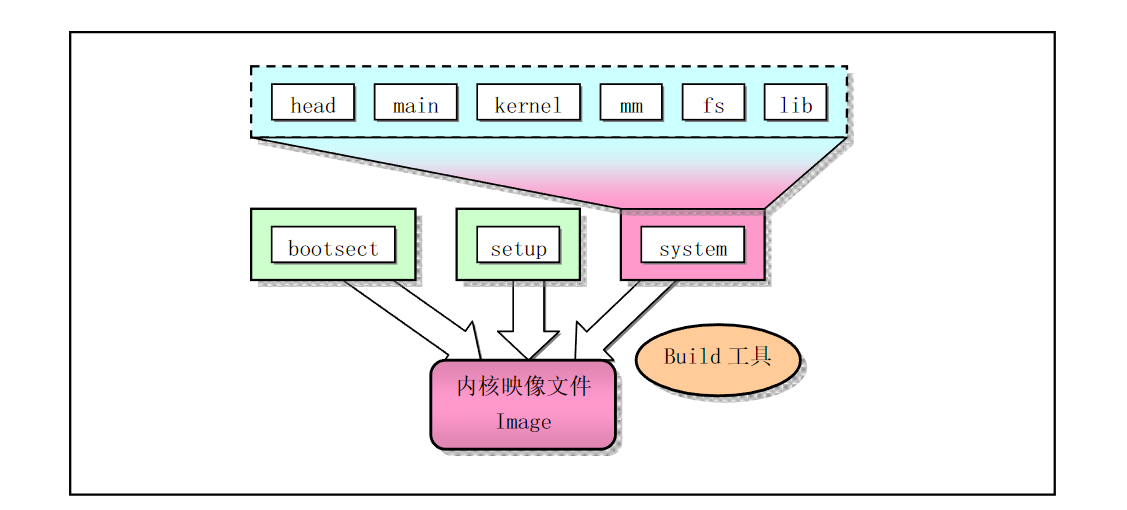 head
main
kernel
mm
fs
lib
bootsect
setup
system
Build 工具
内核映像文件
Image